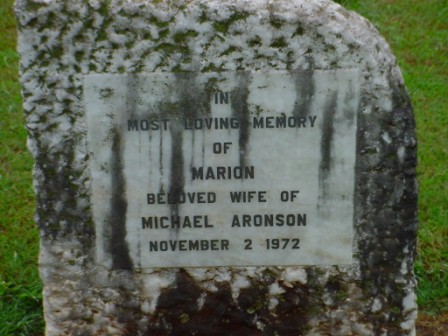 IN
MOST LOVING MEMORY
OF
MARION
BELOVED WIFE OF
MICHAEL ARONSON
NOVEMBER 2 1972